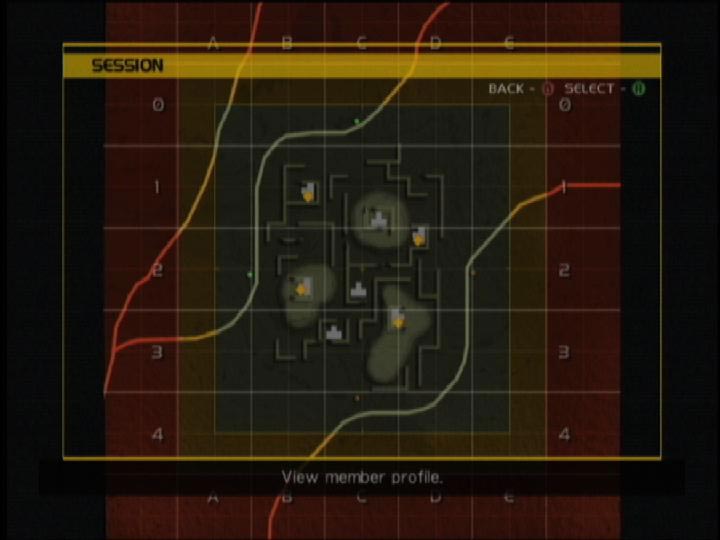 A B C D E
SESSION
BACK - SELECT -
0 0
1 1
2 2
3 3
4 4
View member profile.
A B C D E